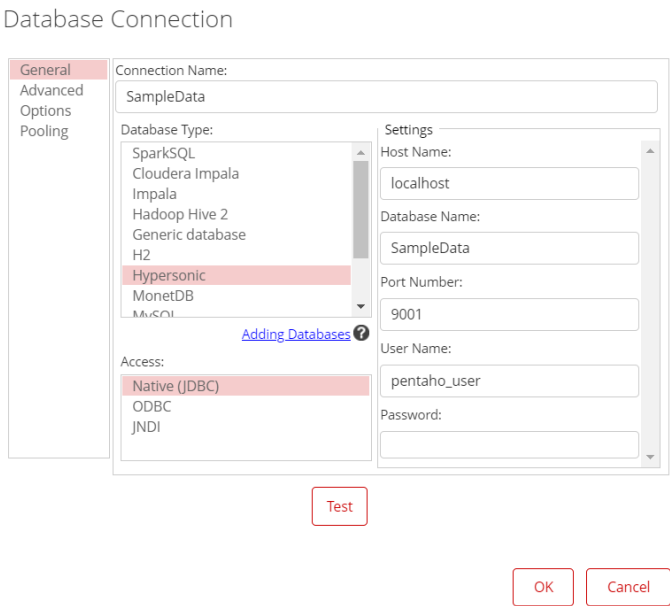 Database Connection
General
Advanced
Options
Pooling
Connection Name:
SampleData
Database Type:
SparkSQL
Cloudera Impala
Impala
Hadoop Hive 2
Generic database
H2
Hypersonic
MonetDB
MySQL
Adding Databases ?
Access:
Native (JDBC)
ODBC
JNDI
Settings
Host Name:
localhost
Database Name:
SampleData
Port Number:
9001
User Name:
pentaho_user
Password:
Test
OK
Cancel